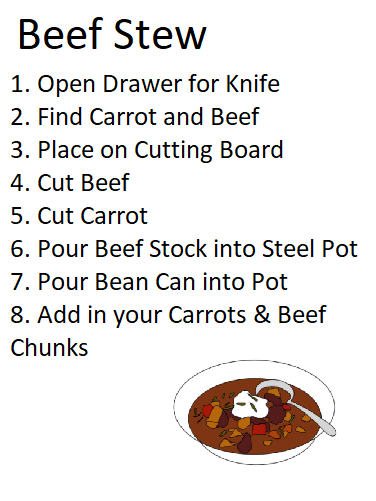 Beef Stew
1. Open Drawer for Knife
2. Find Carrot and Beef
3. Place on Cutting Board
4. Cut Beef
5. Cut Carrot
6. Pour Beef Stock into Steel Pot
7. Pour Bean Can into Pot
8. Add in your Carrots & Beef
Chunks